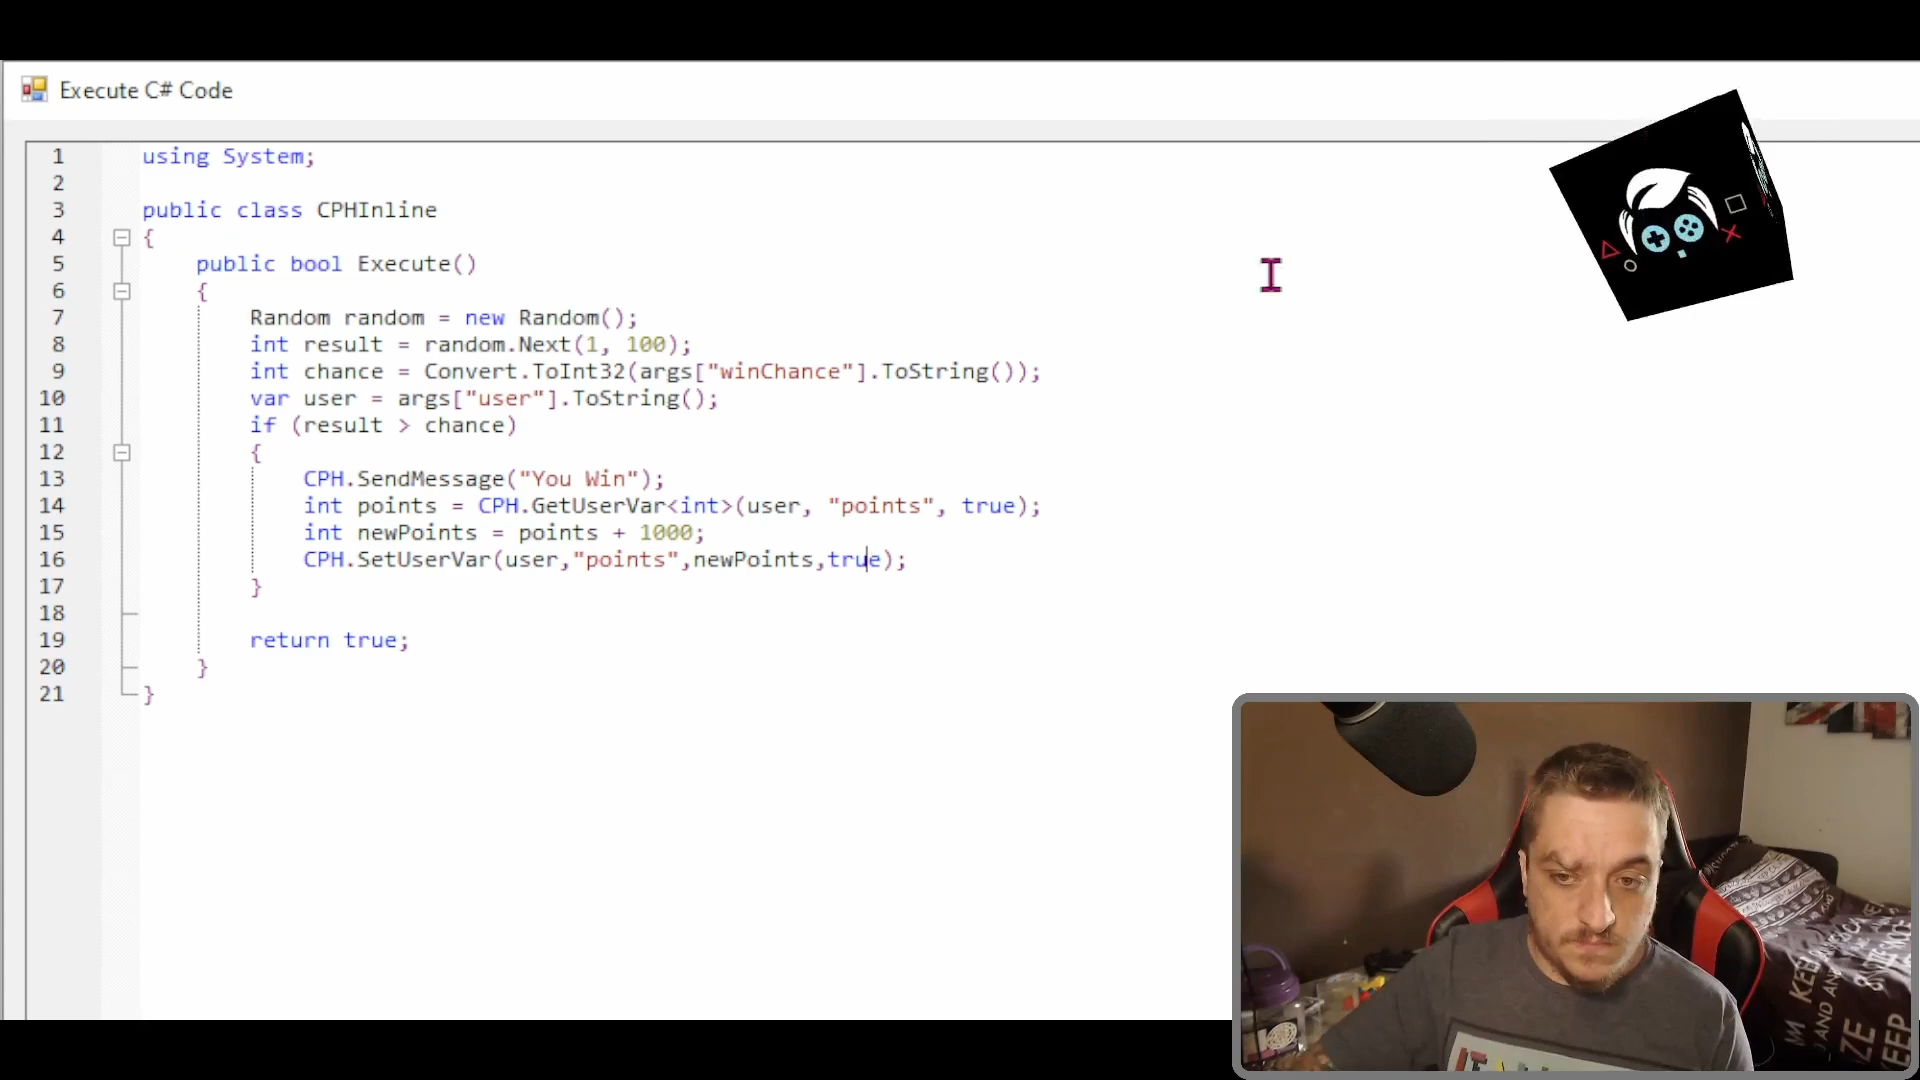 Execute C# Code
1 using System;
2
3 public class CPHInline
4 {
5 public bool Execute()
6 {
7 Random random = new Random();
8 int result = random.Next(1, 100);
9 int chance = Convert.ToInt32(args["winChance"].ToString());
10 var user = args["user"].ToString();
11 if (result > chance)
12 {
13 CPH.SendMessage("You Win");
14 int points = CPH.GetUserVar<int>(user, "points", true);
15 int newPoints = points + 1000;
16 CPH.SetUserVar(user,"points",newPoints,true);
17 }
18
19 return true;
20 }
21 }
KEEP
AND